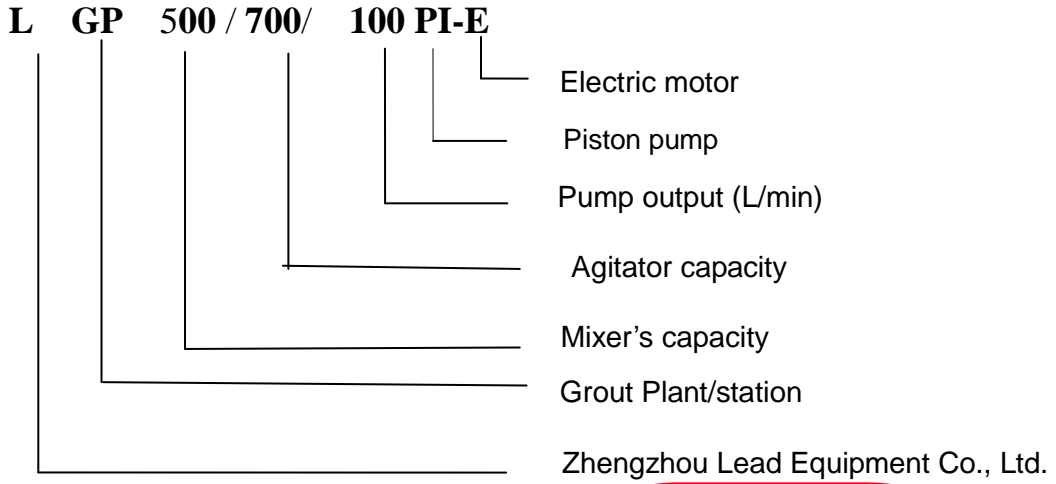 L GP 500 / 700/ 100 PI-E
Electric motor
Piston pump
Pump output (L/min)
Agitator capacity
Mixer’s capacity
Grout Plant/station
Zhengzhou Lead Equipment Co., Ltd.